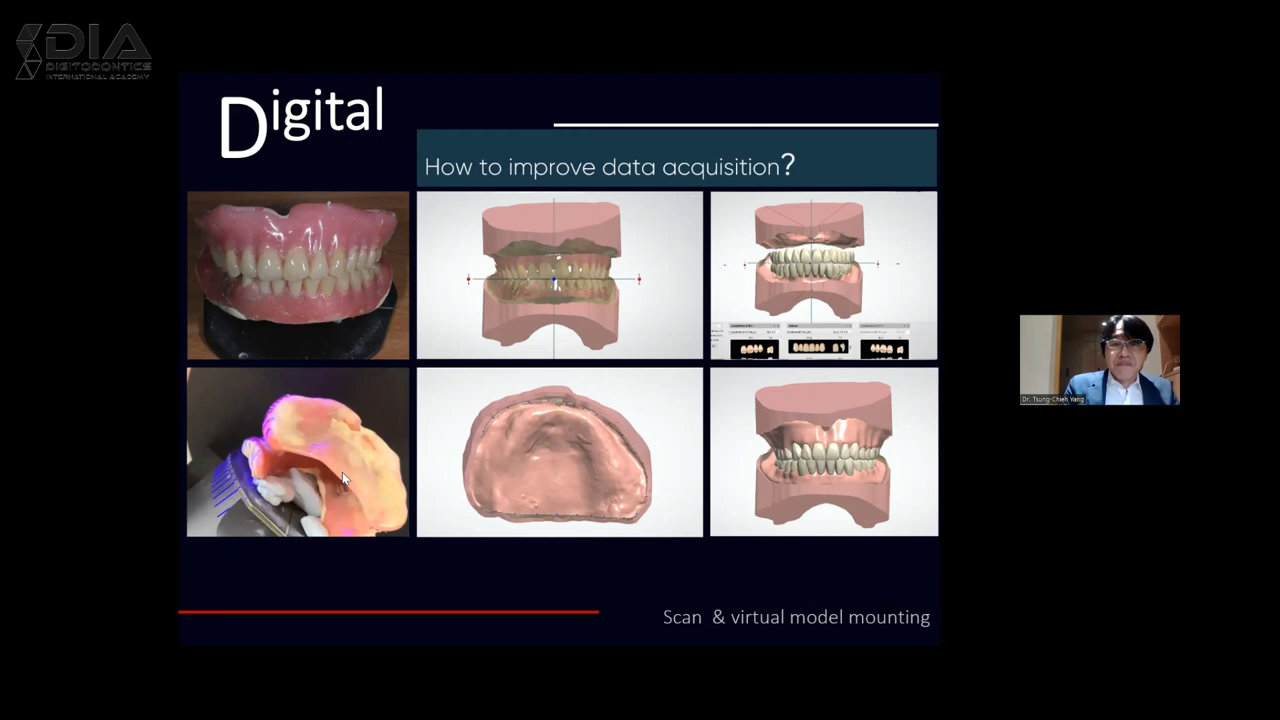 DIA
DIGITODONTICS
INTERNATIONAL ACADEMY
Digital
How to improve data acquisition?
Dr. Tsung-Chieh Yang
Scan & virtual model mounting